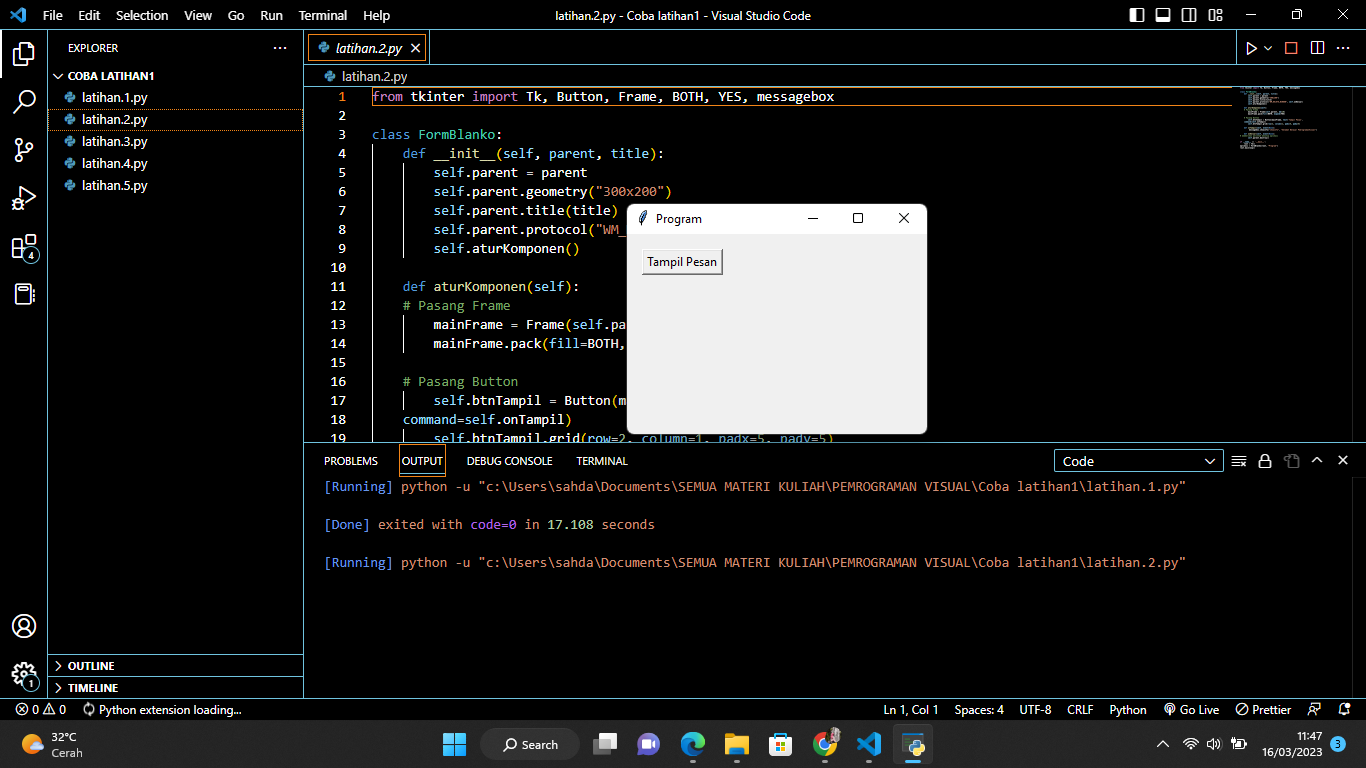 File Edit Selection View Go Run Terminal Help
latihan.2.py - Coba latihan1 - Visual Studio Code
EXPLORER
COBA LATIHAN1
latihan.1.py
latihan.2.py
latihan.3.py
latihan.4.py
latihan.5.py
OUTLINE
TIMELINE
4
1
latihan.2.py
latihan.2.py
1 from tkinter import Tk, Button, Frame, BOTH, YES, messagebox
2
3 class FormBlanko:
4 def __init__(self, parent, title):
5 self.parent = parent
6 self.parent.geometry("300x200")
7 self.parent.title(title)
8 self.parent.protocol("WM_
9 self.aturKomponen()
10
11 def aturKomponen(self):
12 # Pasang Frame
13 mainFrame = Frame(self.pa
14 mainFrame.pack(fill=BOTH,
15
16 # Pasang Button
17 self.btnTampil = Button(m
18 command=self.onTampil)
19 self.btnTampil.grid(row=2, column=1, padx=5, pady=5)
Program
Tampil Pesan
PROBLEMS OUTPUT DEBUG CONSOLE TERMINAL
Code
[Running] python -u "c:\Users\sahda\Documents\SEMUA MATERI KULIAH\PEMROGRAMAN VISUAL\Coba latihan1\latihan.1.py"
[Done] exited with code=0 in 17.108 seconds
[Running] python -u "c:\Users\sahda\Documents\SEMUA MATERI KULIAH\PEMROGRAMAN VISUAL\Coba latihan1\latihan.2.py"
0 0 Python extension loading...
Ln 1, Col 1 Spaces: 4 UTF-8 CRLF Python Go Live Prettier
32°C
Cerah
Search
11:47
16/03/2023
3